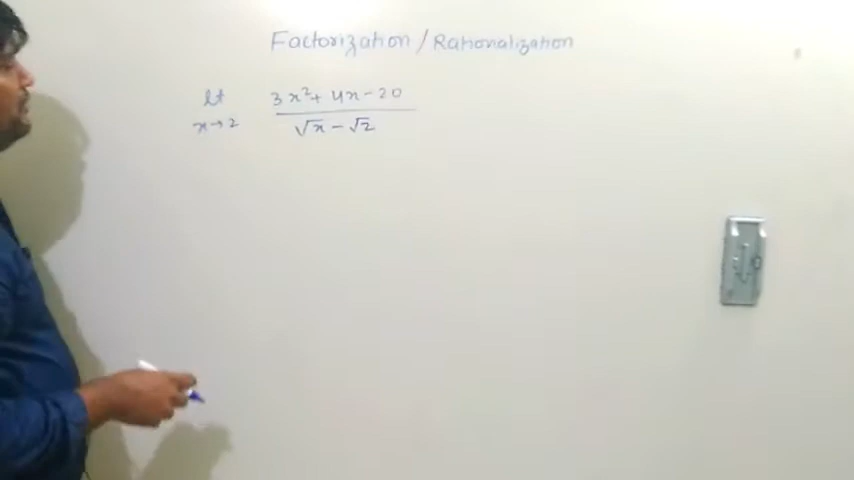 Factorization / Rationalization
lt 3x²+ 4x-20
x→2 √x - √2